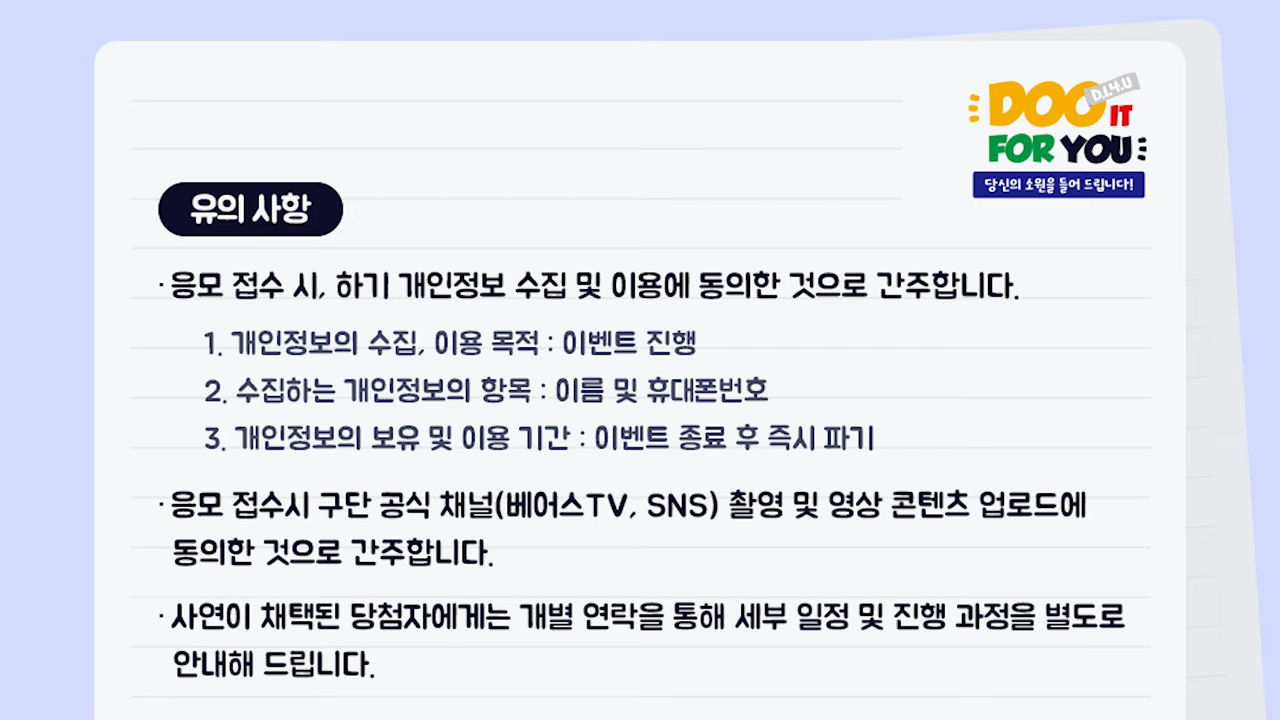 DOO IT
D.I.4.U
FOR YOU
당신의 소원을 들어 드립니다!
유의 사항
· 응모 접수 시, 하기 개인정보 수집 및 이용에 동의한 것으로 간주합니다.
1. 개인정보의 수집, 이용 목적 : 이벤트 진행
2. 수집하는 개인정보의 항목 : 이름 및 휴대폰번호
3. 개인정보의 보유 및 이용 기간 : 이벤트 종료 후 즉시 파기
· 응모 접수시 구단 공식 채널(베어스TV, SNS) 촬영 및 영상 콘텐츠 업로드에
동의한 것으로 간주합니다.
· 사연이 채택된 당첨자에게는 개별 연락을 통해 세부 일정 및 진행 과정을 별도로
안내해 드립니다.